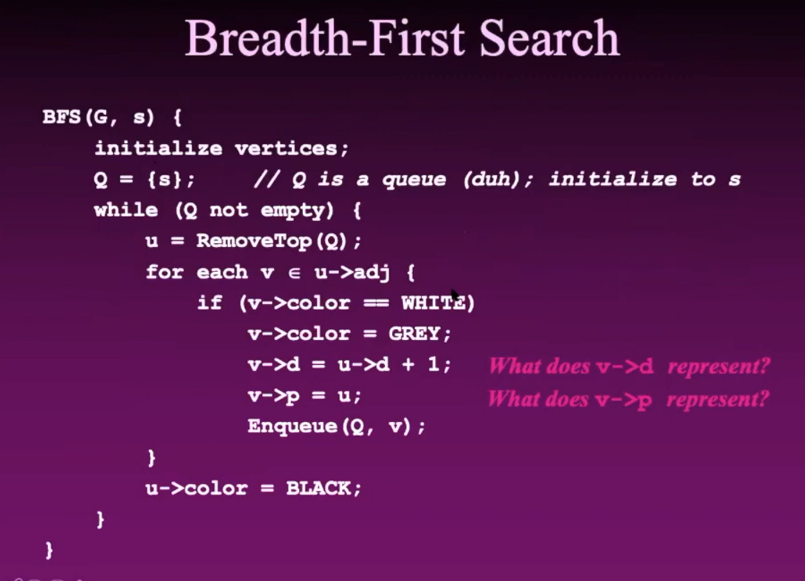 Breadth-First Search
BFS(G, s) {
initialize vertices;
Q = {s};    // Q is a queue (duh); initialize to s
while (Q not empty) {
u = RemoveTop(Q);
for each v ∈ u->adj {
if (v->color == WHITE)
v->color = GREY;
v->d = u->d + 1;    What does v->d represent?
v->p = u;    What does v->p represent?
Enqueue(Q, v);
}
u->color = BLACK;
}
}